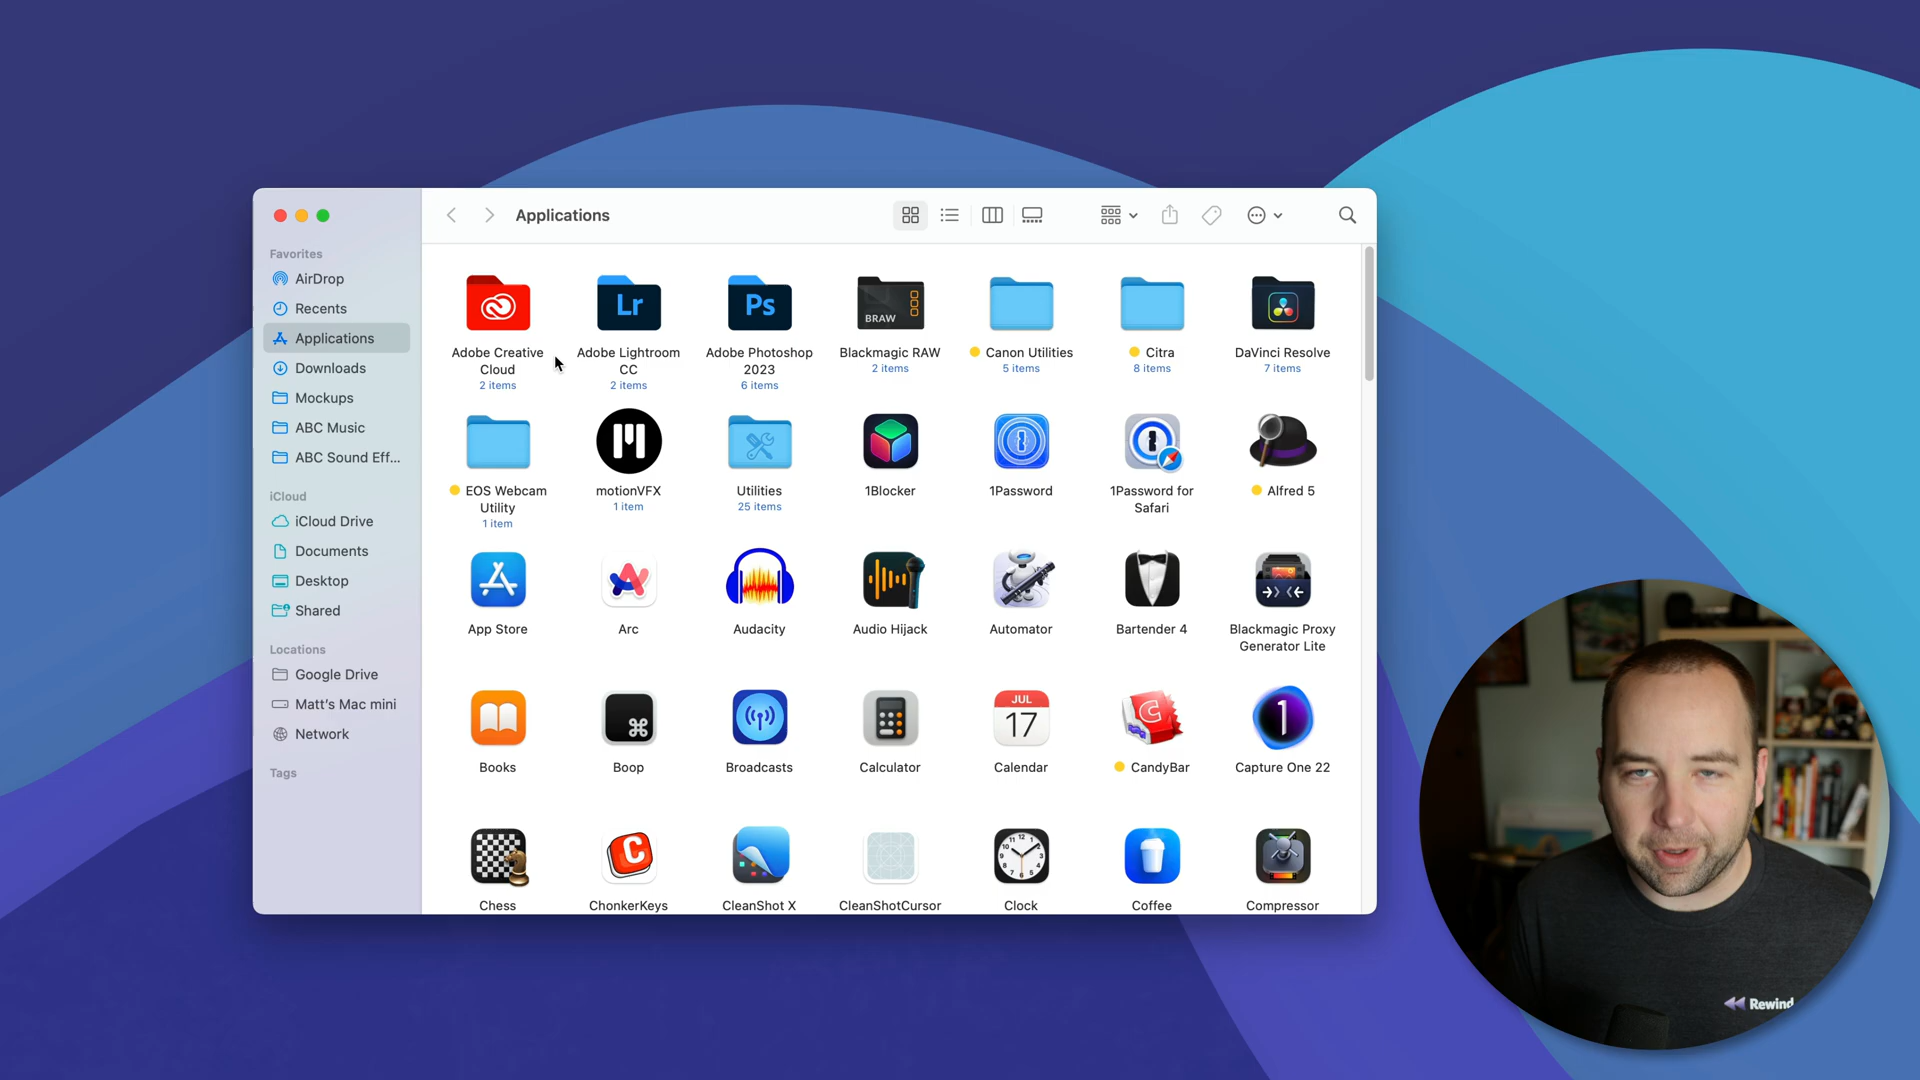 Applications
Favorites
AirDrop
Recents
Applications
Downloads
Mockups
ABC Music
ABC Sound Eff...
iCloud
iCloud Drive
Documents
Desktop
Shared
Locations
Google Drive
Matt's Mac mini
Network
Tags
Lr
Ps
BRAW
Adobe Creative
Cloud
2 items
Adobe Lightroom
CC
2 items
Adobe Photoshop
2023
6 items
Blackmagic RAW
2 items
Canon Utilities
5 items
Citra
8 items
DaVinci Resolve
7 items
EOS Webcam
Utility
1 item
motionVFX
1 item
Utilities
25 items
1Blocker
1Password
1Password for
Safari
Alfred 5
App Store
Arc
Audacity
Audio Hijack
Automator
Bartender 4
Blackmagic Proxy
Generator Lite
JUL
17
C
1
Books
Boop
Broadcasts
Calculator
Calendar
CandyBar
Capture One 22
C
Chess
ChonkerKeys
CleanShot X
CleanShotCursor
Clock
Coffee
Compressor
Rewind